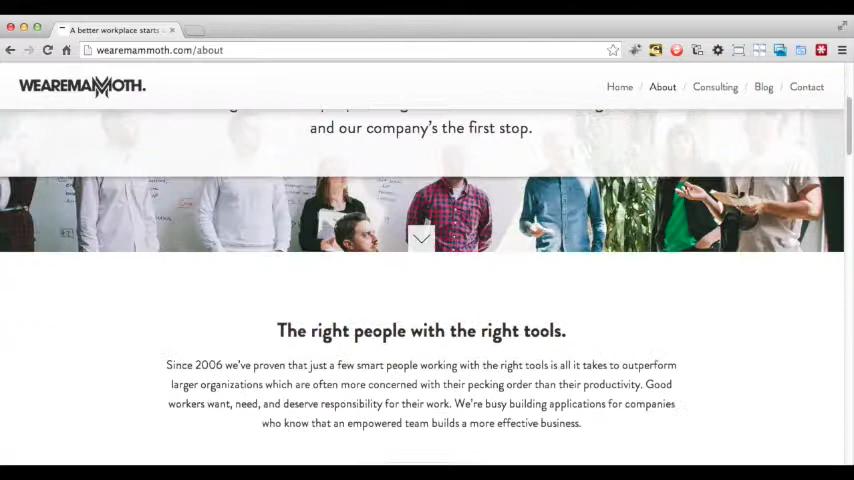 A better workplace starts
wearemammoth.com/about
WEAREMAMMOTH.
Home / About / Consulting / Blog / Contact
and our company's the first stop.
The right people with the right tools.
Since 2006 we've proven that just a few smart people working with the right tools is all it takes to outperform
larger organizations which are often more concerned with their pecking order than their productivity. Good
workers want, need, and deserve responsibility for their work. We're busy building applications for companies
who know that an empowered team builds a more effective business.